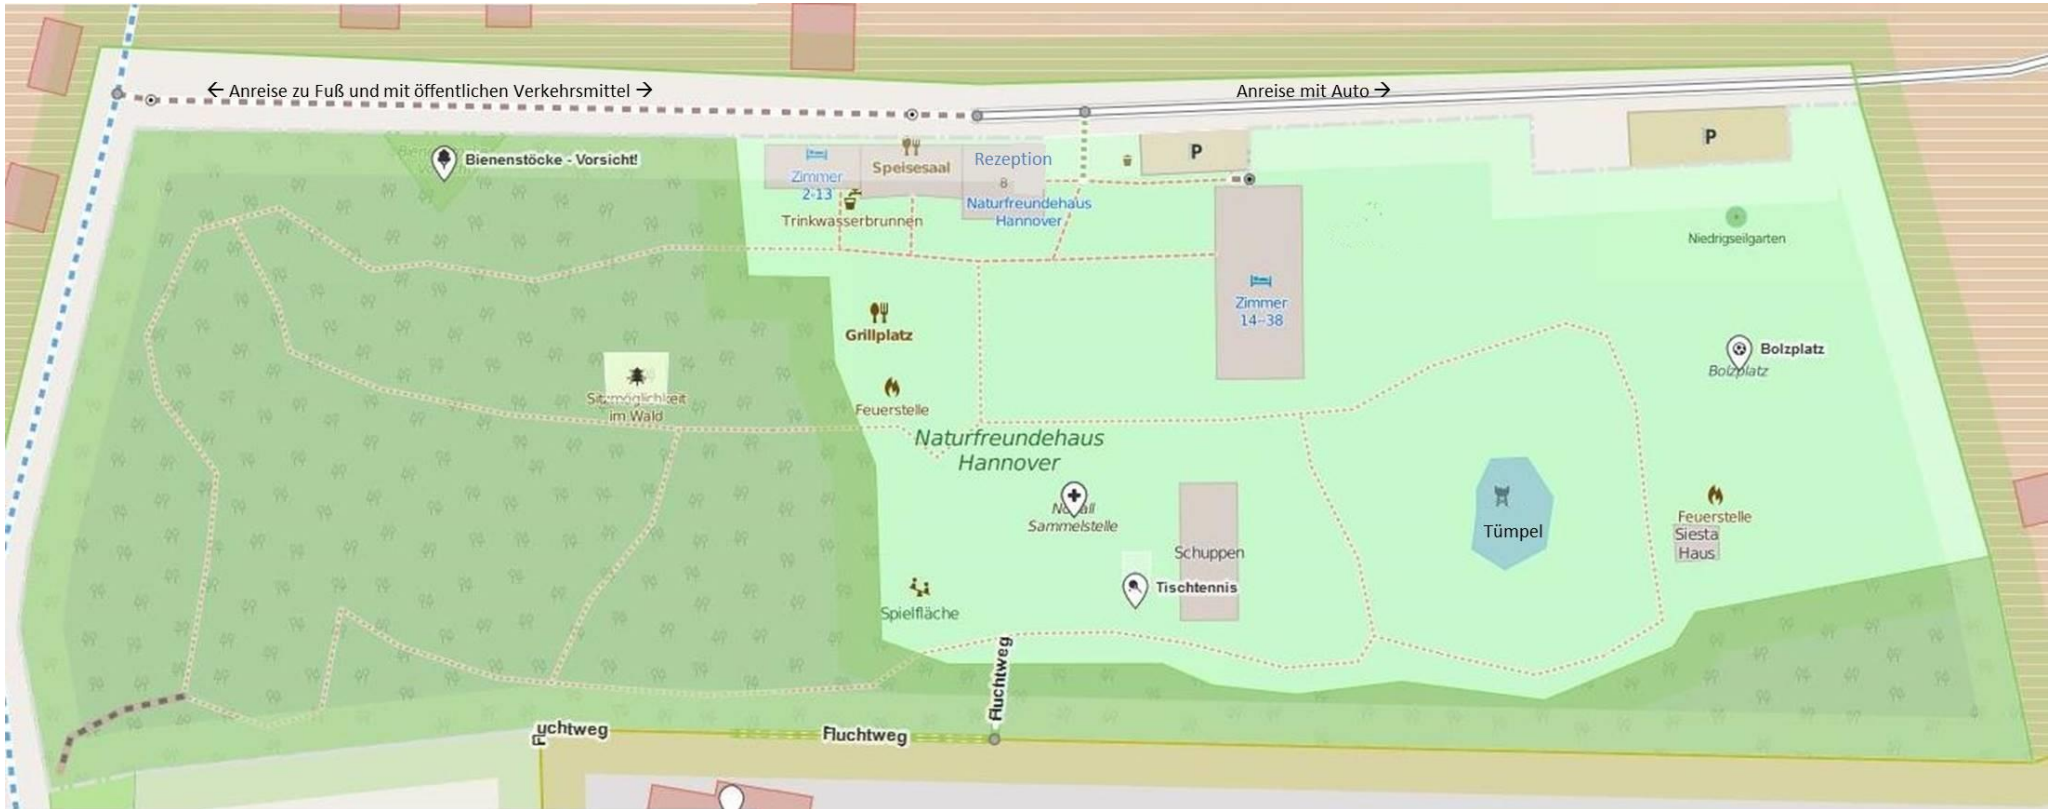 ← Anreise zu Fuß und mit öffentlichen Verkehrsmittel →
Anreise mit Auto →
Bienenstöcke - Vorsicht!
Zimmer
2-13
Speisesaal
Rezeption
8
Naturfreundehaus
Hannover
Trinkwasserbrunnen
P
P
Niedrigseilgarten
Zimmer
14-38
Grillplatz
Feuerstelle
Bolzplatz
Bolzplatz
Sitzmöglichkeit
im Wald
Naturfreundehaus
Hannover
Sammelstelle
Schuppen
Tischtennis
Tümpel
Feuerstelle
Siesta
Haus
Spielfläche
Fluchtweg
Fluchtweg
Fluchtweg